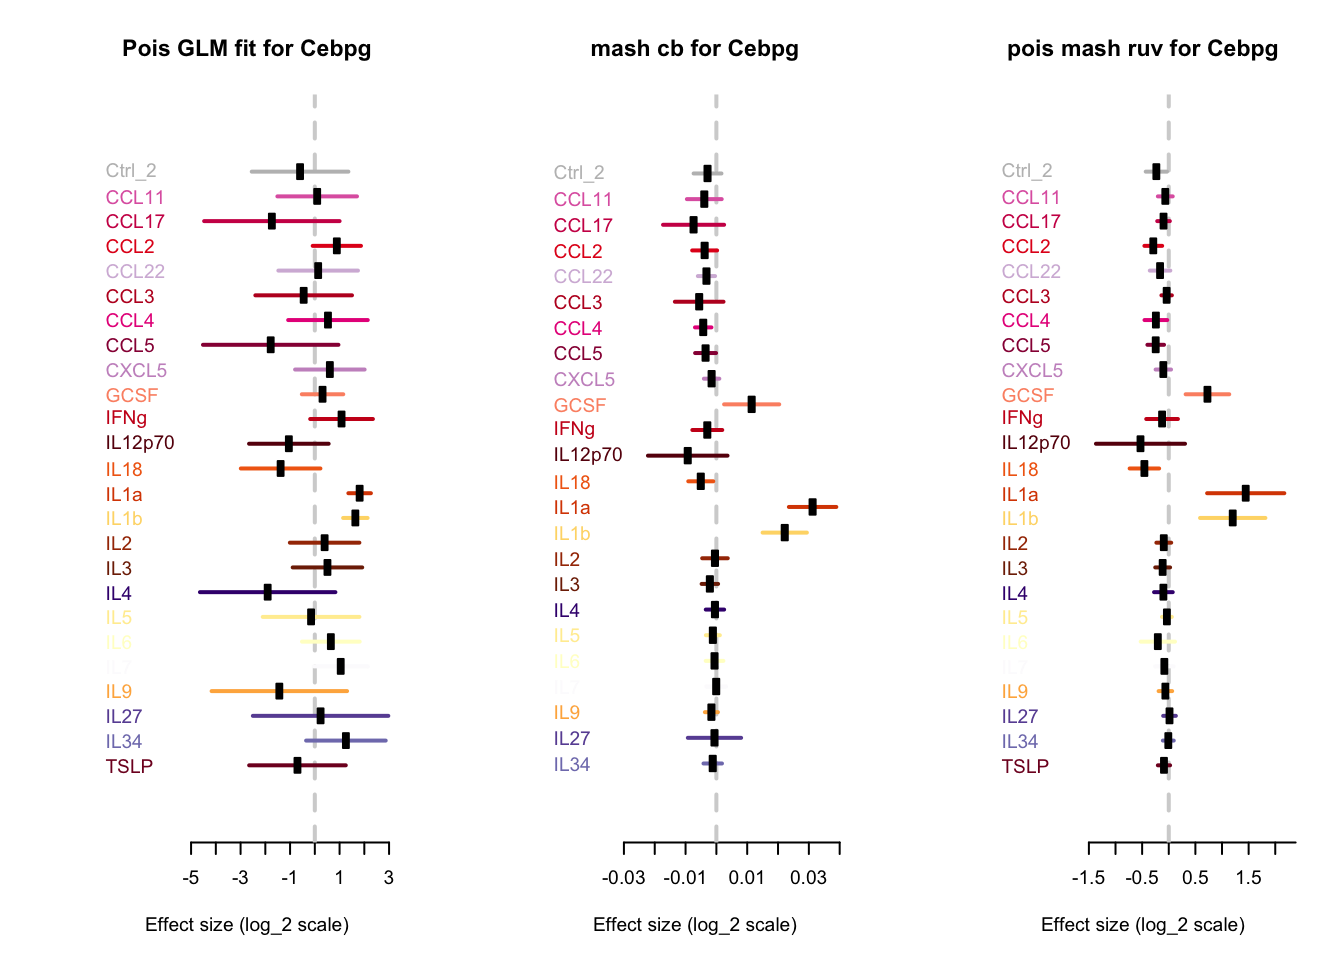 Pois GLM fit for Cebpg
Ctrl_2
CCL11
CCL17
CCL2
CCL22
CCL3
CCL4
CCL5
CXCL5
GCSF
IFNg
IL12p70
IL18
IL1a
IL1b
IL2
IL3
IL4
IL5
IL6
IL7
IL9
IL27
IL34
TSLP
-5 -3 -1 1 3
Effect size (log_2 scale)
mash cb for Cebpg
Ctrl_2
CCL11
CCL17
CCL2
CCL22
CCL3
CCL4
CCL5
CXCL5
GCSF
IFNg
IL12p70
IL18
IL1a
IL1b
IL2
IL3
IL4
IL5
IL6
IL7
IL9
IL27
IL34
-0.03 -0.01 0.01 0.03
Effect size (log_2 scale)
pois mash ruv for Cebpg
Ctrl_2
CCL11
CCL17
CCL2
CCL22
CCL3
CCL4
CCL5
CXCL5
GCSF
IFNg
IL12p70
IL18
IL1a
IL1b
IL2
IL3
IL4
IL5
IL6
IL7
IL9
IL27
IL34
TSLP
-1.5 -0.5 0.5 1.5
Effect size (log_2 scale)